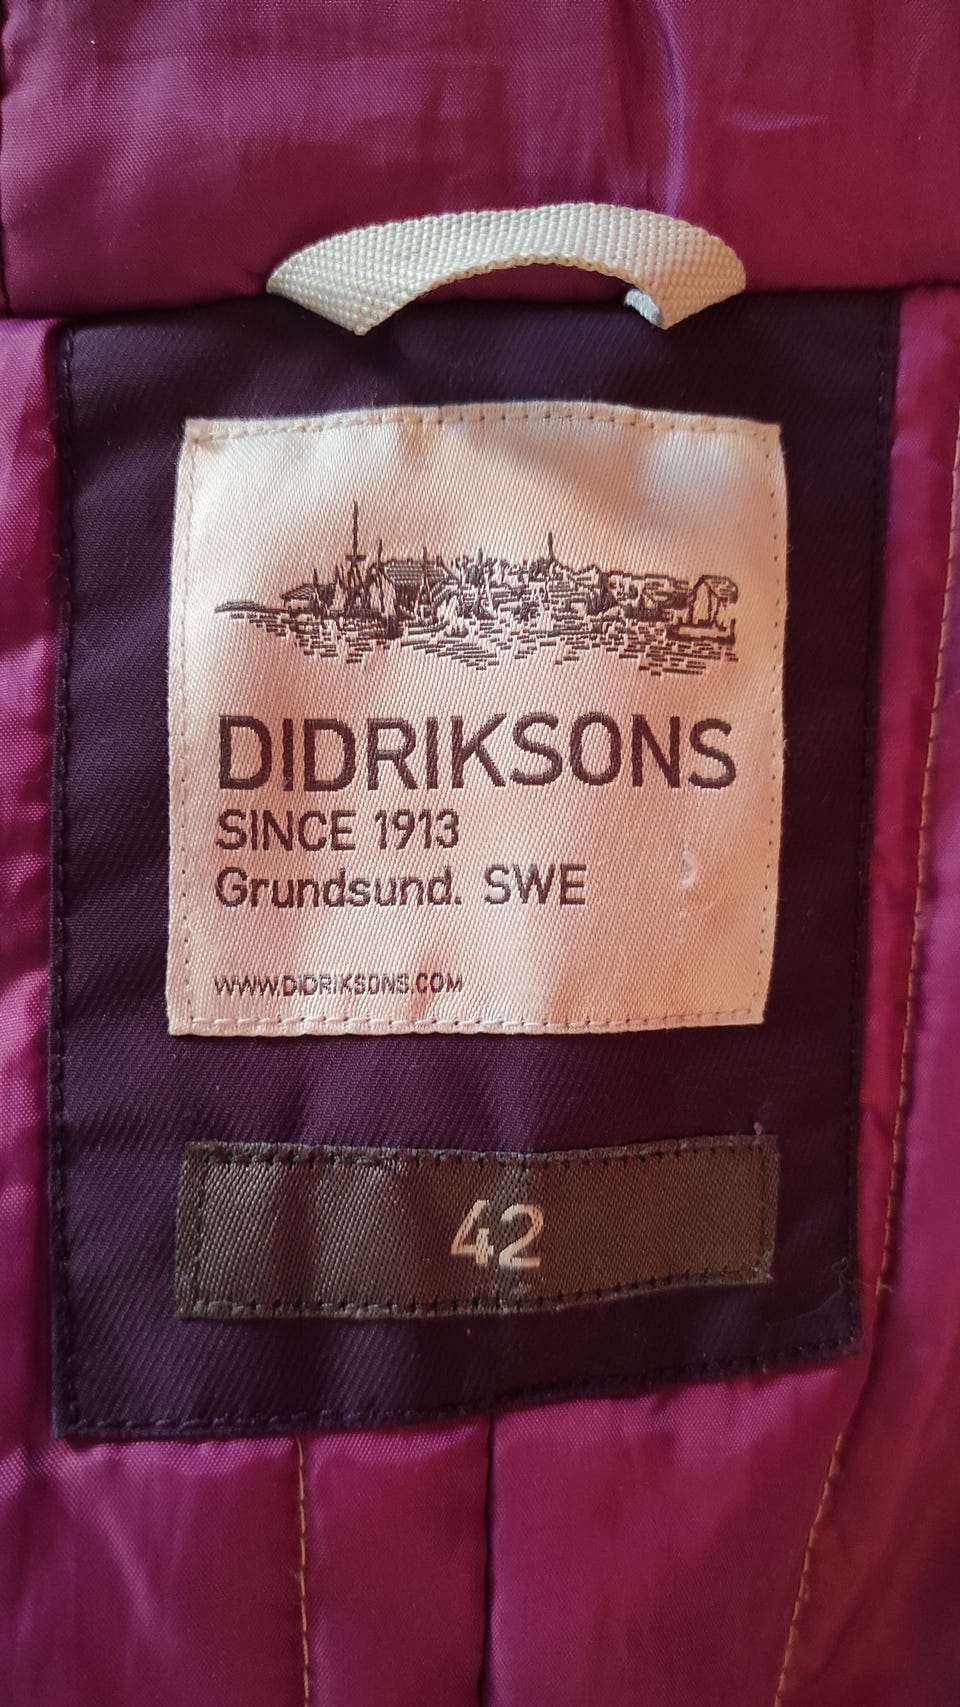 DIDRIKSONS
SINCE 1913
Grundsund. SWE
WWW.DIDRIKSONS.COM
42